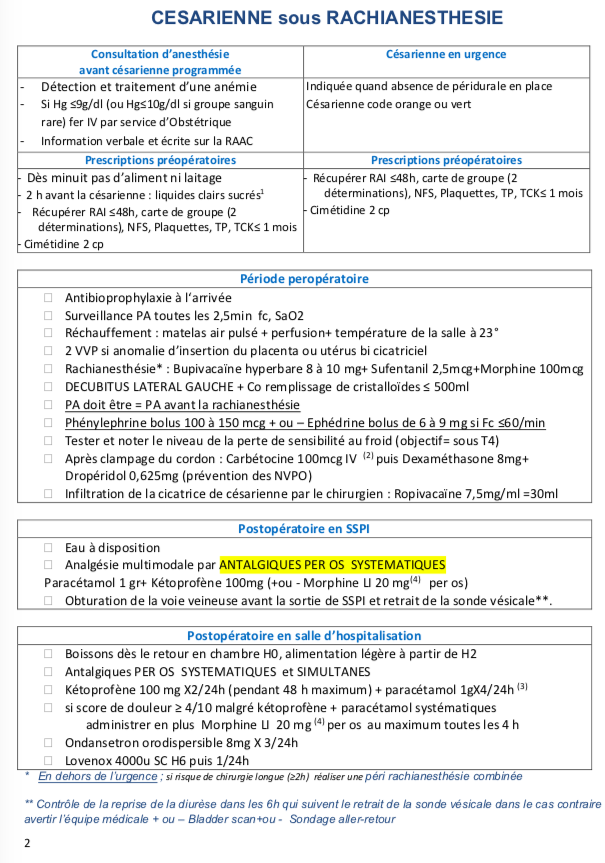 CESARIENNE sous RACHIANESTHESIE
Consultation d'anesthésie
avant césarienne programmée
- Détection et traitement d'une anémie
- Si Hg ≤9g/dl (ou Hg≤10g/dl si groupe sanguin
rare) fer IV par service d'Obstétrique
- Information verbale et écrite sur la RAAC
Césarienne en urgence
Indiquée quand absence de péridurale en place
Césarienne code orange ou vert
Prescriptions préopératoires
- Dès minuit pas d'aliment ni laitage
- 2 h avant la césarienne : liquides clairs sucrés¹
- Récupérer RAI ≤48h, carte de groupe (2
déterminations), NFS, Plaquettes, TP, TCK≤ 1 mois
- Cimétidine 2 cp
Prescriptions préopératoires
- Récupérer RAI ≤48h, carte de groupe (2
déterminations), NFS, Plaquettes, TP, TCK≤ 1 mois
- Cimétidine 2 cp
Période peropératoire
□ Antibioprophylaxie à l'arrivée
□ Surveillance PA toutes les 2,5min fc, SaO2
□ Réchauffement : matelas air pulsé + perfusion+ température de la salle à 23°
□ 2 VVP si anomalie d'insertion du placenta ou utérus bi cicatriciel
□ Rachianesthésie* : Bupivacaïne hyperbare 8 à 10 mg+ Sufentanil 2,5mcg+Morphine 100mcg
□ DECUBITUS LATERAL GAUCHE + Co remplissage de cristalloïdes ≤ 500ml
□ PA doit être = PA avant la rachianesthésie
□ Phényléphrine bolus 100 à 150 mcg + ou – Ephédrine bolus de 6 à 9 mg si Fc ≤60/min
□ Tester et noter le niveau de la perte de sensibilité au froid (objectif= sous T4)
□ Après clampage du cordon : Carbétocine 100mcg IV (2) puis Dexaméthasone 8mg+
Dropéridol 0,625mg (prévention des NVPO)
□ Infiltration de la cicatrice de césarienne par le chirurgien : Ropivacaïne 7,5mg/ml =30ml
Postopératoire en SSPI
□ Eau à disposition
□ Analgésie multimodale par ANTALGIQUES PER OS SYSTEMATIQUES
Paracétamol 1 gr+ Kétoprofène 100mg (+ou - Morphine LI 20 mg(4) per os)
□ Obturation de la voie veineuse avant la sortie de SSPI et retrait de la sonde vésicale**.
Postopératoire en salle d'hospitalisation
□ Boissons dès le retour en chambre H0, alimentation légère à partir de H2
□ Antalgiques PER OS SYSTEMATIQUES et SIMULTANES
□ Kétoprofène 100 mg X2/24h (pendant 48 h maximum) + paracétamol 1gX4/24h (3)
□ si score de douleur ≥ 4/10 malgré kétoprofène + paracétamol systématiques
administrer en plus Morphine LI 20 mg (4) per os au maximum toutes les 4 h
□ Ondansetron orodispersible 8mg X 3/24h
□ Lovenox 4000u SC H6 puis 1/24h
* En dehors de l'urgence ; si risque de chirurgie longue (≥2h) réaliser une péri rachianesthésie combinée
** Contrôle de la reprise de la diurèse dans les 6h qui suivent le retrait de la sonde vésicale dans le cas contraire
avertir l'équipe médicale + ou – Bladder scan+ou - Sondage aller-retour
2